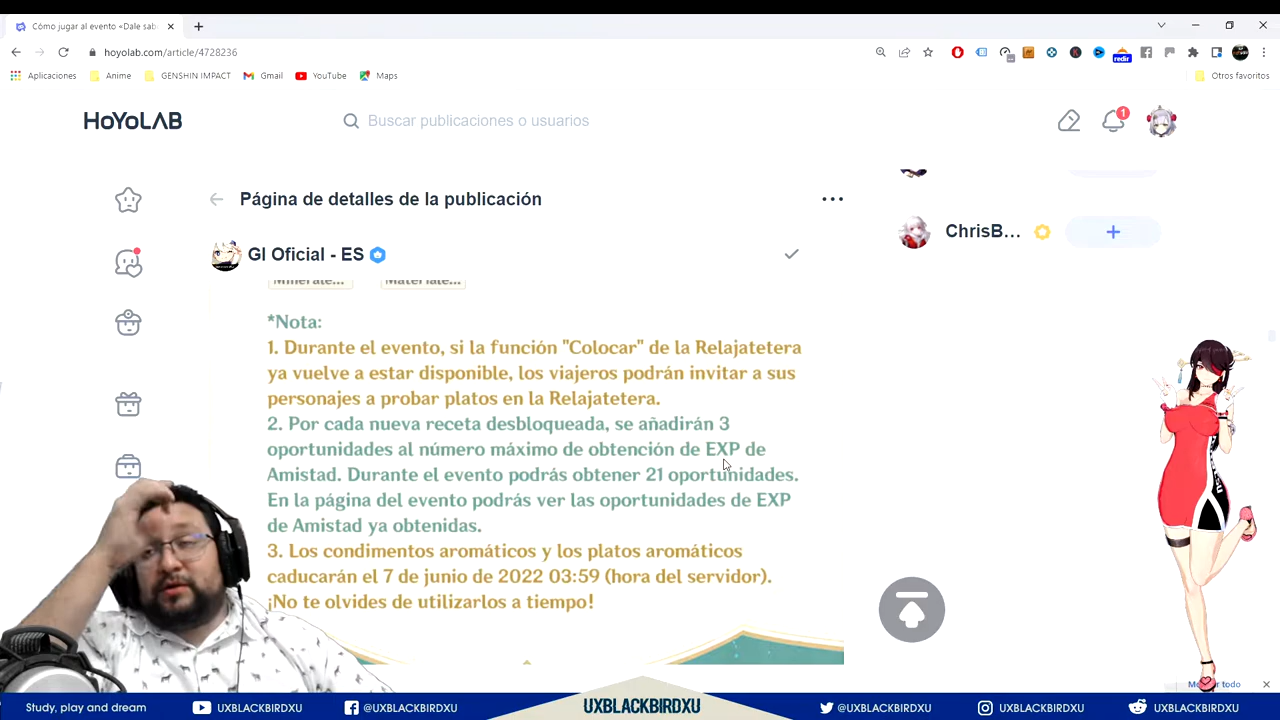 Cómo jugar al evento «Dale sab
hoyolab.com/article/4728236
redir
Aplicaciones
Anime
GENSHIN IMPACT
Gmail
YouTube
Maps
Otros favoritos
HoYoLAB
Buscar publicaciones o usuarios
1
Página de detalles de la publicación
ChrisB...
GI Oficial - ES
Minerale...
Materiale...
*Nota:
1. Durante el evento, si la función "Colocar" de la Relajatetera
ya vuelve a estar disponible, los viajeros podrán invitar a sus
personajes a probar platos en la Relajatetera.
2. Por cada nueva receta desbloqueada, se añadirán 3
oportunidades al número máximo de obtención de EXP de
Amistad. Durante el evento podrás obtener 21 oportunidades.
En la página del evento podrás ver las oportunidades de EXP
de Amistad ya obtenidas.
3. Los condimentos aromáticos y los platos aromáticos
caducarán el 7 de junio de 2022 03:59 (hora del servidor).
¡No te olvides de utilizarlos a tiempo!
todo
Study, play and dream
UXBLACKBIRDXU
@UXBLACKBIRDXU
UXBLACKBIRDXU
@UXBLACKBIRDXU
UXBLACKBIRDXU
UXBLACKBIRDXU